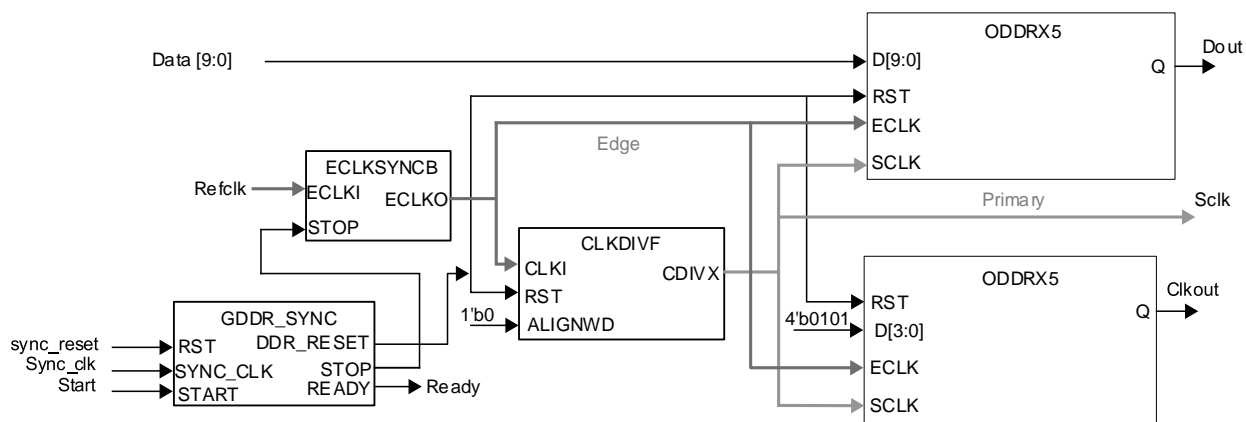 ODDRX5
Data [9:0]
D[9:0]
Q
Dout
RST
ECLK
SCLK
Edge
ECLKSYNCB
Refclk
ECLKI
ECLKO
STOP
Primary
Sclk
CLKDIVF
CLKI
CDIVX
RST
1'b0
ALIGNWD
ODDRX5
RST
Q
Clkout
4'b0101
D[3:0]
ECLK
SCLK
GDDR_SYNC
sync_reset
RST
DDR_RESET
Sync_clk
SYNC_CLK
STOP
Start
START
READY
Ready